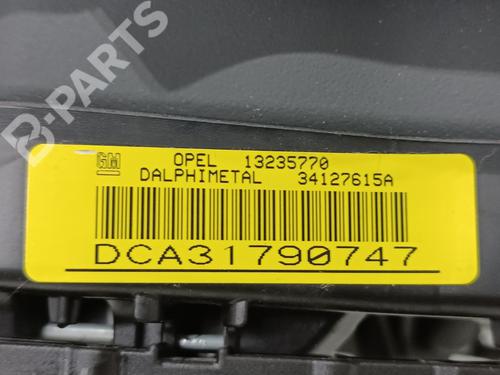 B-PARTS
GM OPEL 13235770
DALPHIMETAL 34127615A
DCA31790747